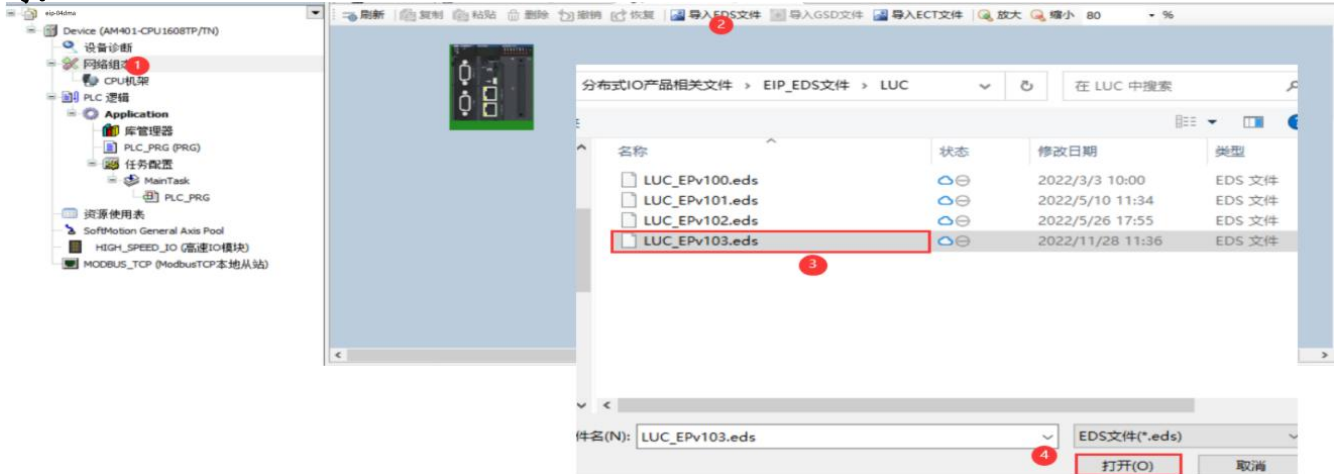 eip-04dma
Device (AM401-CPU1608TP/TN)
设备诊断
网络组态
1
CPU机架
PLC 逻辑
Application
库管理器
PLC_PRG (PRG)
任务配置
MainTask
PLC_PRG
资源使用表
SoftMotion General Axis Pool
HIGH_SPEED_IO (高速IO模块)
MODBUS_TCP (ModbusTCP本地从站)
刷新 复制 粘贴 删除 撤销 恢复 导入EDS文件 导入GSD文件 导入ECT文件 放大 缩小 80 %
2
分布式IO产品相关文件 › EIP_EDS文件 › LUC
在 LUC 中搜索
名称 状态 修改日期 类型
LUC_EPv100.eds 2022/3/3 10:00 EDS 文件
LUC_EPv101.eds 2022/5/10 11:34 EDS 文件
LUC_EPv102.eds 2022/5/26 17:55 EDS 文件
LUC_EPv103.eds 2022/11/28 11:36 EDS 文件
3
件名(N): LUC_EPv103.eds EDS文件(*.eds)
4
打开(O) 取消